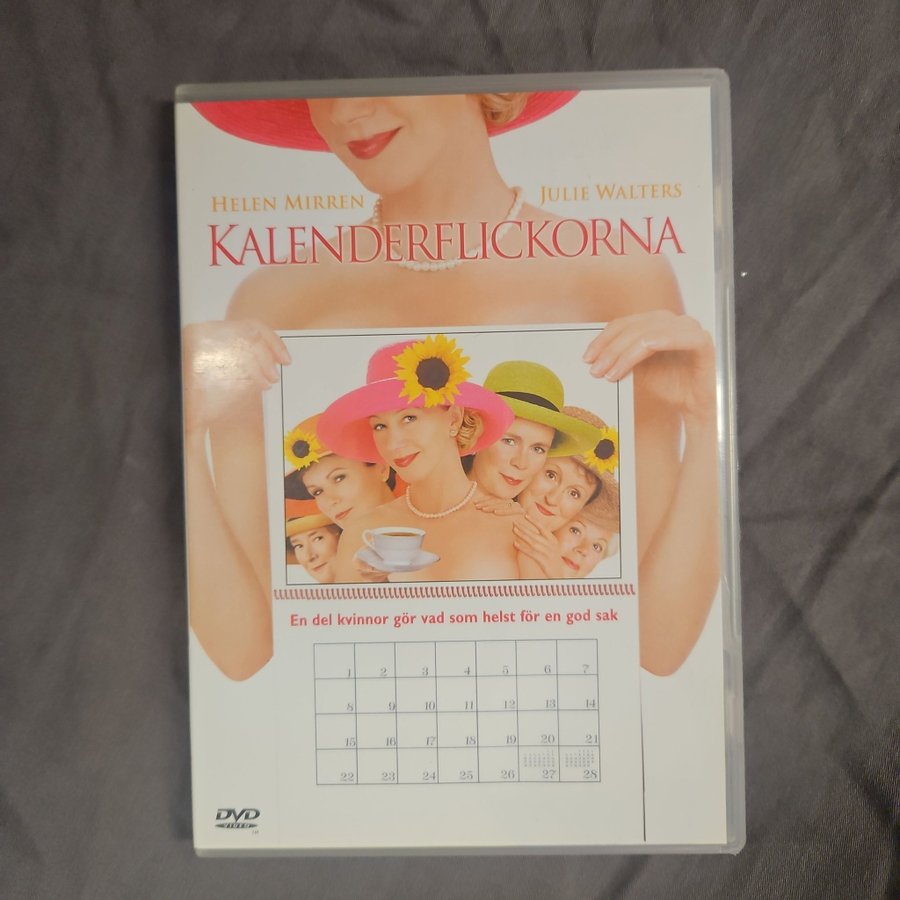 HELEN MIRREN JULIE WALTERS
KALENDERFLICKORNA
En del kvinnor gör vad som helst för en god sak
1 2 3 4 5 6 7
8 9 10 11 12 13 14
15 16 17 18 19 20 21
22 23 24 25 26 27 28
DVD
VIDEO